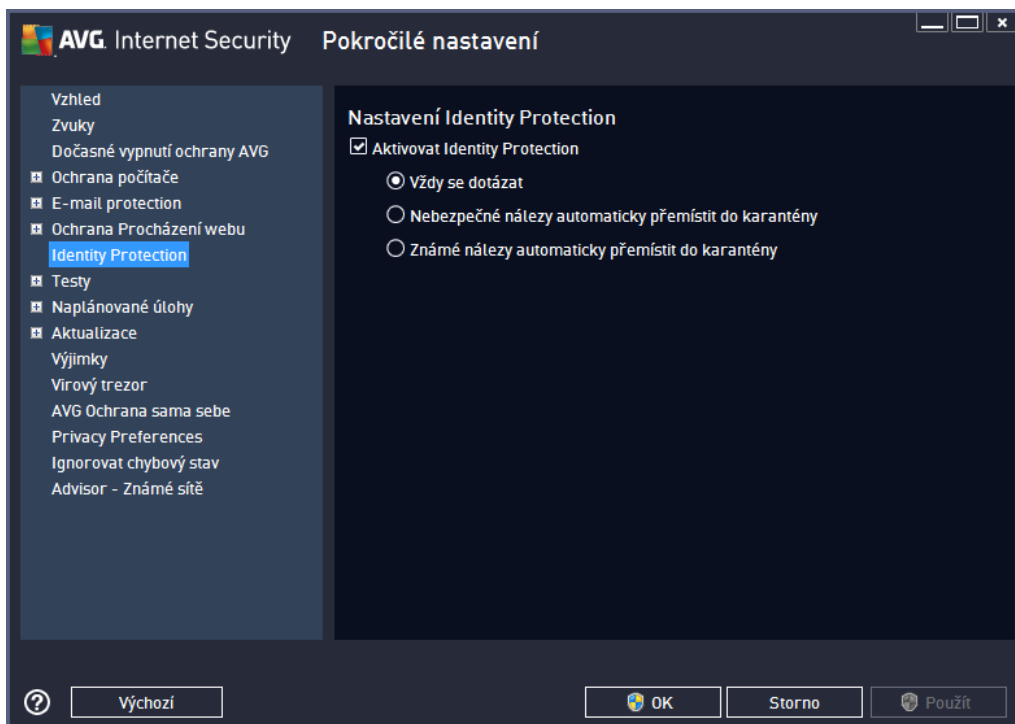 AVG. Internet Security Pokročilé nastavení
Vzhled
Zvuky
Dočasné vypnutí ochrany AVG
Ochrana počítače
E-mail protection
Ochrana Procházení webu
Identity Protection
Testy
Naplánované úlohy
Aktualizace
Výjimky
Virový trezor
AVG Ochrana sama sebe
Privacy Preferences
Ignorovat chybový stav
Advisor - Známé sítě
Nastavení Identity Protection
Aktivovat Identity Protection
Vždy se dotázat
Nebezpečné nálezy automaticky přemístit do karantény
Známé nálezy automaticky přemístit do karantény
? Výchozí OK Storno Použít